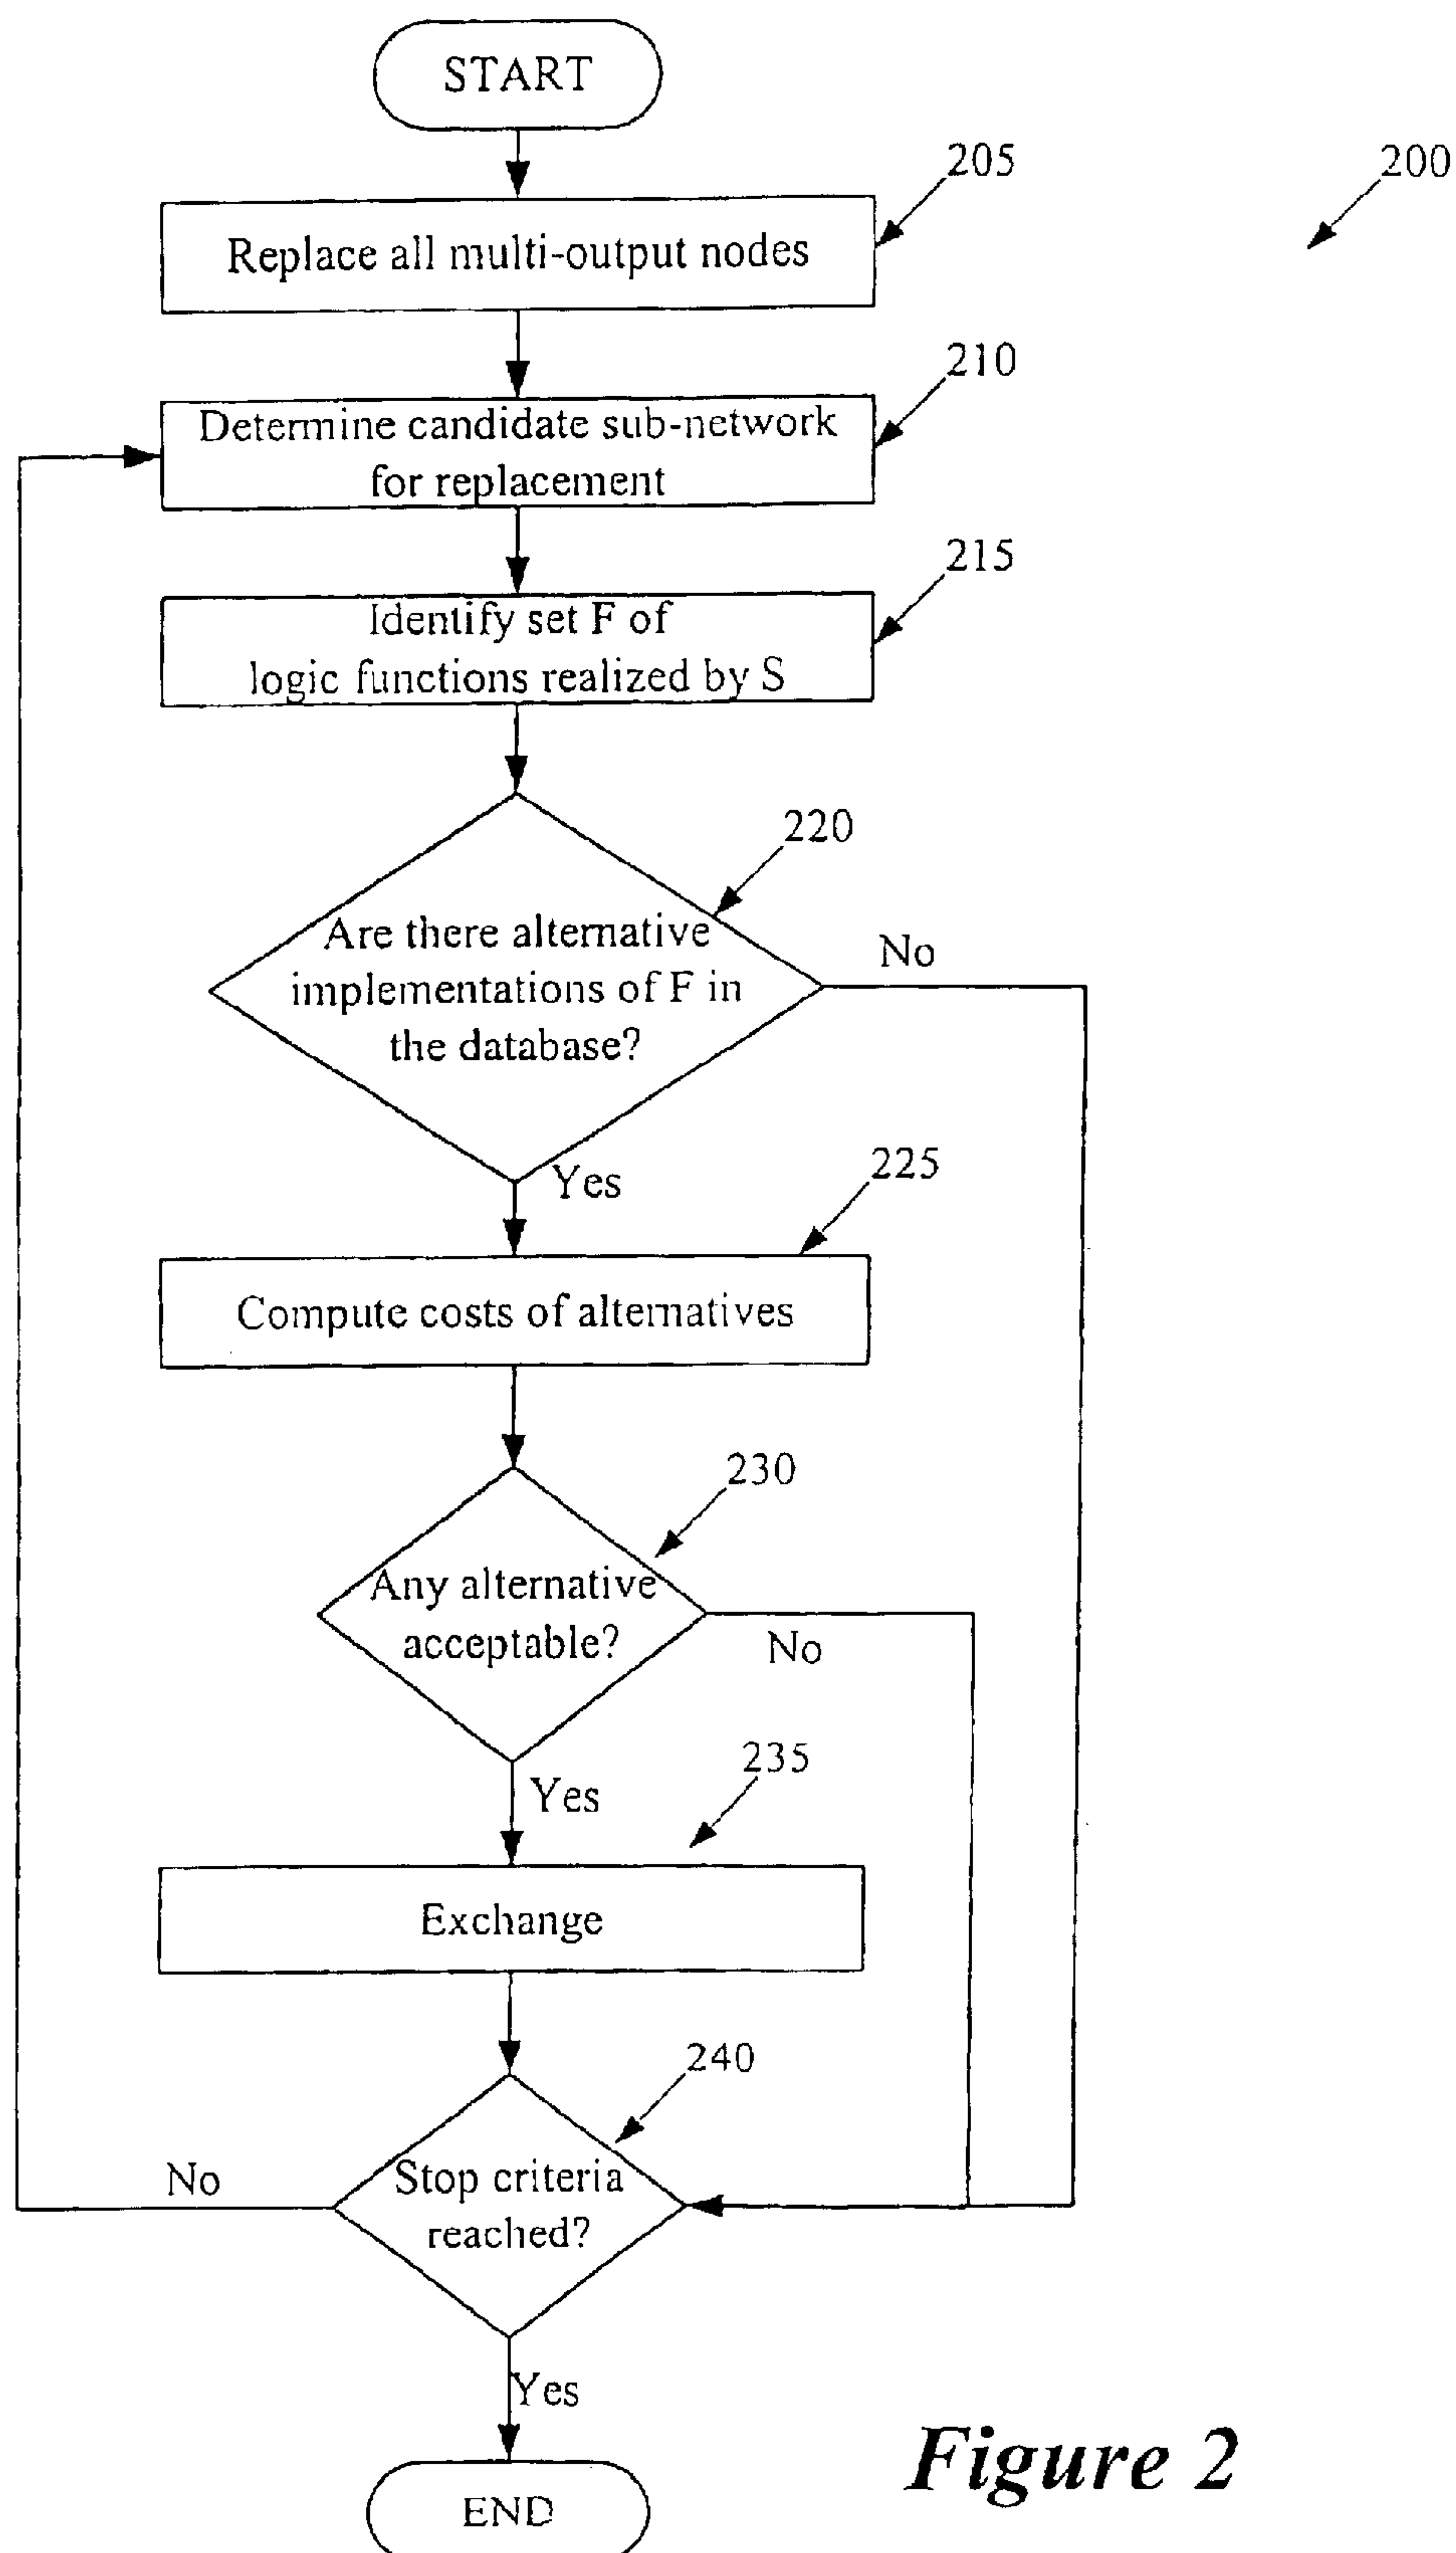 START
205
200
Replace all multi-output nodes
210
Determine candidate sub-network
for replacement
215
Identify set F of
logic functions realized by S
220
Are there alternative
implementations of F in
the database?
No
Yes
225
Compute costs of alternatives
230
Any alternative
acceptable?
No
235
Yes
Exchange
240
No
Stop criteria
reached?
Yes
END
Figure 2